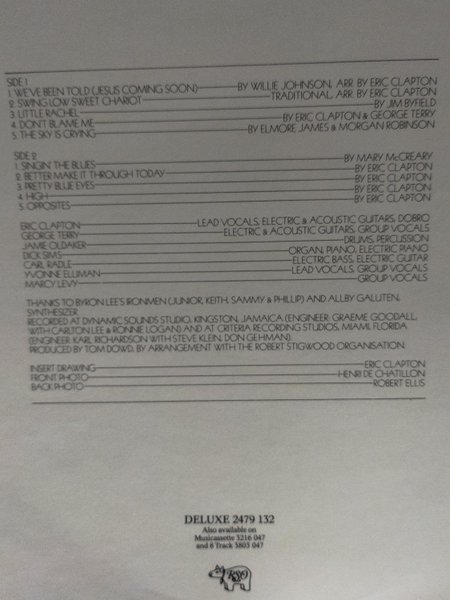 SIDE 1
1. WE'VE BEEN TOLD (JESUS COMING SOON) BY WILLIE JOHNSON, ARR. BY ERIC CLAPTON
2. SWING LOW SWEET CHARIOT TRADITIONAL, ARR. BY ERIC CLAPTON
3. LITTLE RACHEL BY JIM BYFIELD
4. DON'T BLAME ME BY ERIC CLAPTON & GEORGE TERRY
5. THE SKY IS CRYING BY ELMORE JAMES & MORGAN ROBINSON
SIDE 2
1. SINGIN' THE BLUES BY MARY McCREARY
2. BETTER MAKE IT THROUGH TODAY BY ERIC CLAPTON
3. PRETTY BLUE EYES BY ERIC CLAPTON
4. HIGH BY ERIC CLAPTON
5. OPPOSITES BY ERIC CLAPTON
ERIC CLAPTON LEAD VOCALS, ELECTRIC & ACOUSTIC GUITARS, DOBRO
GEORGE TERRY ELECTRIC & ACOUSTIC GUITARS, GROUP VOCALS
JAMIE OLDAKER DRUMS, PERCUSSION
DICK SIMS ORGAN, PIANO, ELECTRIC PIANO
CARL RADLE ELECTRIC BASS, ELECTRIC GUITAR
YVONNE ELLIMAN LEAD VOCALS, GROUP VOCALS
MARCY LEVY GROUP VOCALS
THANKS TO BYRON LEE'S IRONMEN (JUNIOR, KEITH, SAMMY & PHILLIP) AND ALLBY GALLUTEN,
SYNTHESIZER
RECORDED AT DYNAMIC SOUNDS STUDIO, KINGSTON, JAMAICA (ENGINEER: GRAEME GOODALL,
WITH CARLTON LEE & RONNIE LOGAN) AND AT CRITERIA RECORDING STUDIOS, MIAMI, FLORIDA
(ENGINEER: KARL RICHARDSON WITH STEVE KLEIN, DON GEHMAN).
PRODUCED BY TOM DOWD, BY ARRANGEMENT WITH THE ROBERT STIGWOOD ORGANISATION.
INSERT DRAWING ERIC CLAPTON
FRONT PHOTO HENRI DE CHATILLON
BACK PHOTO ROBERT ELLIS
DELUXE 2479 132
Also available on
Musicassette 3216 047
and 8 Track 3803 047
RSO